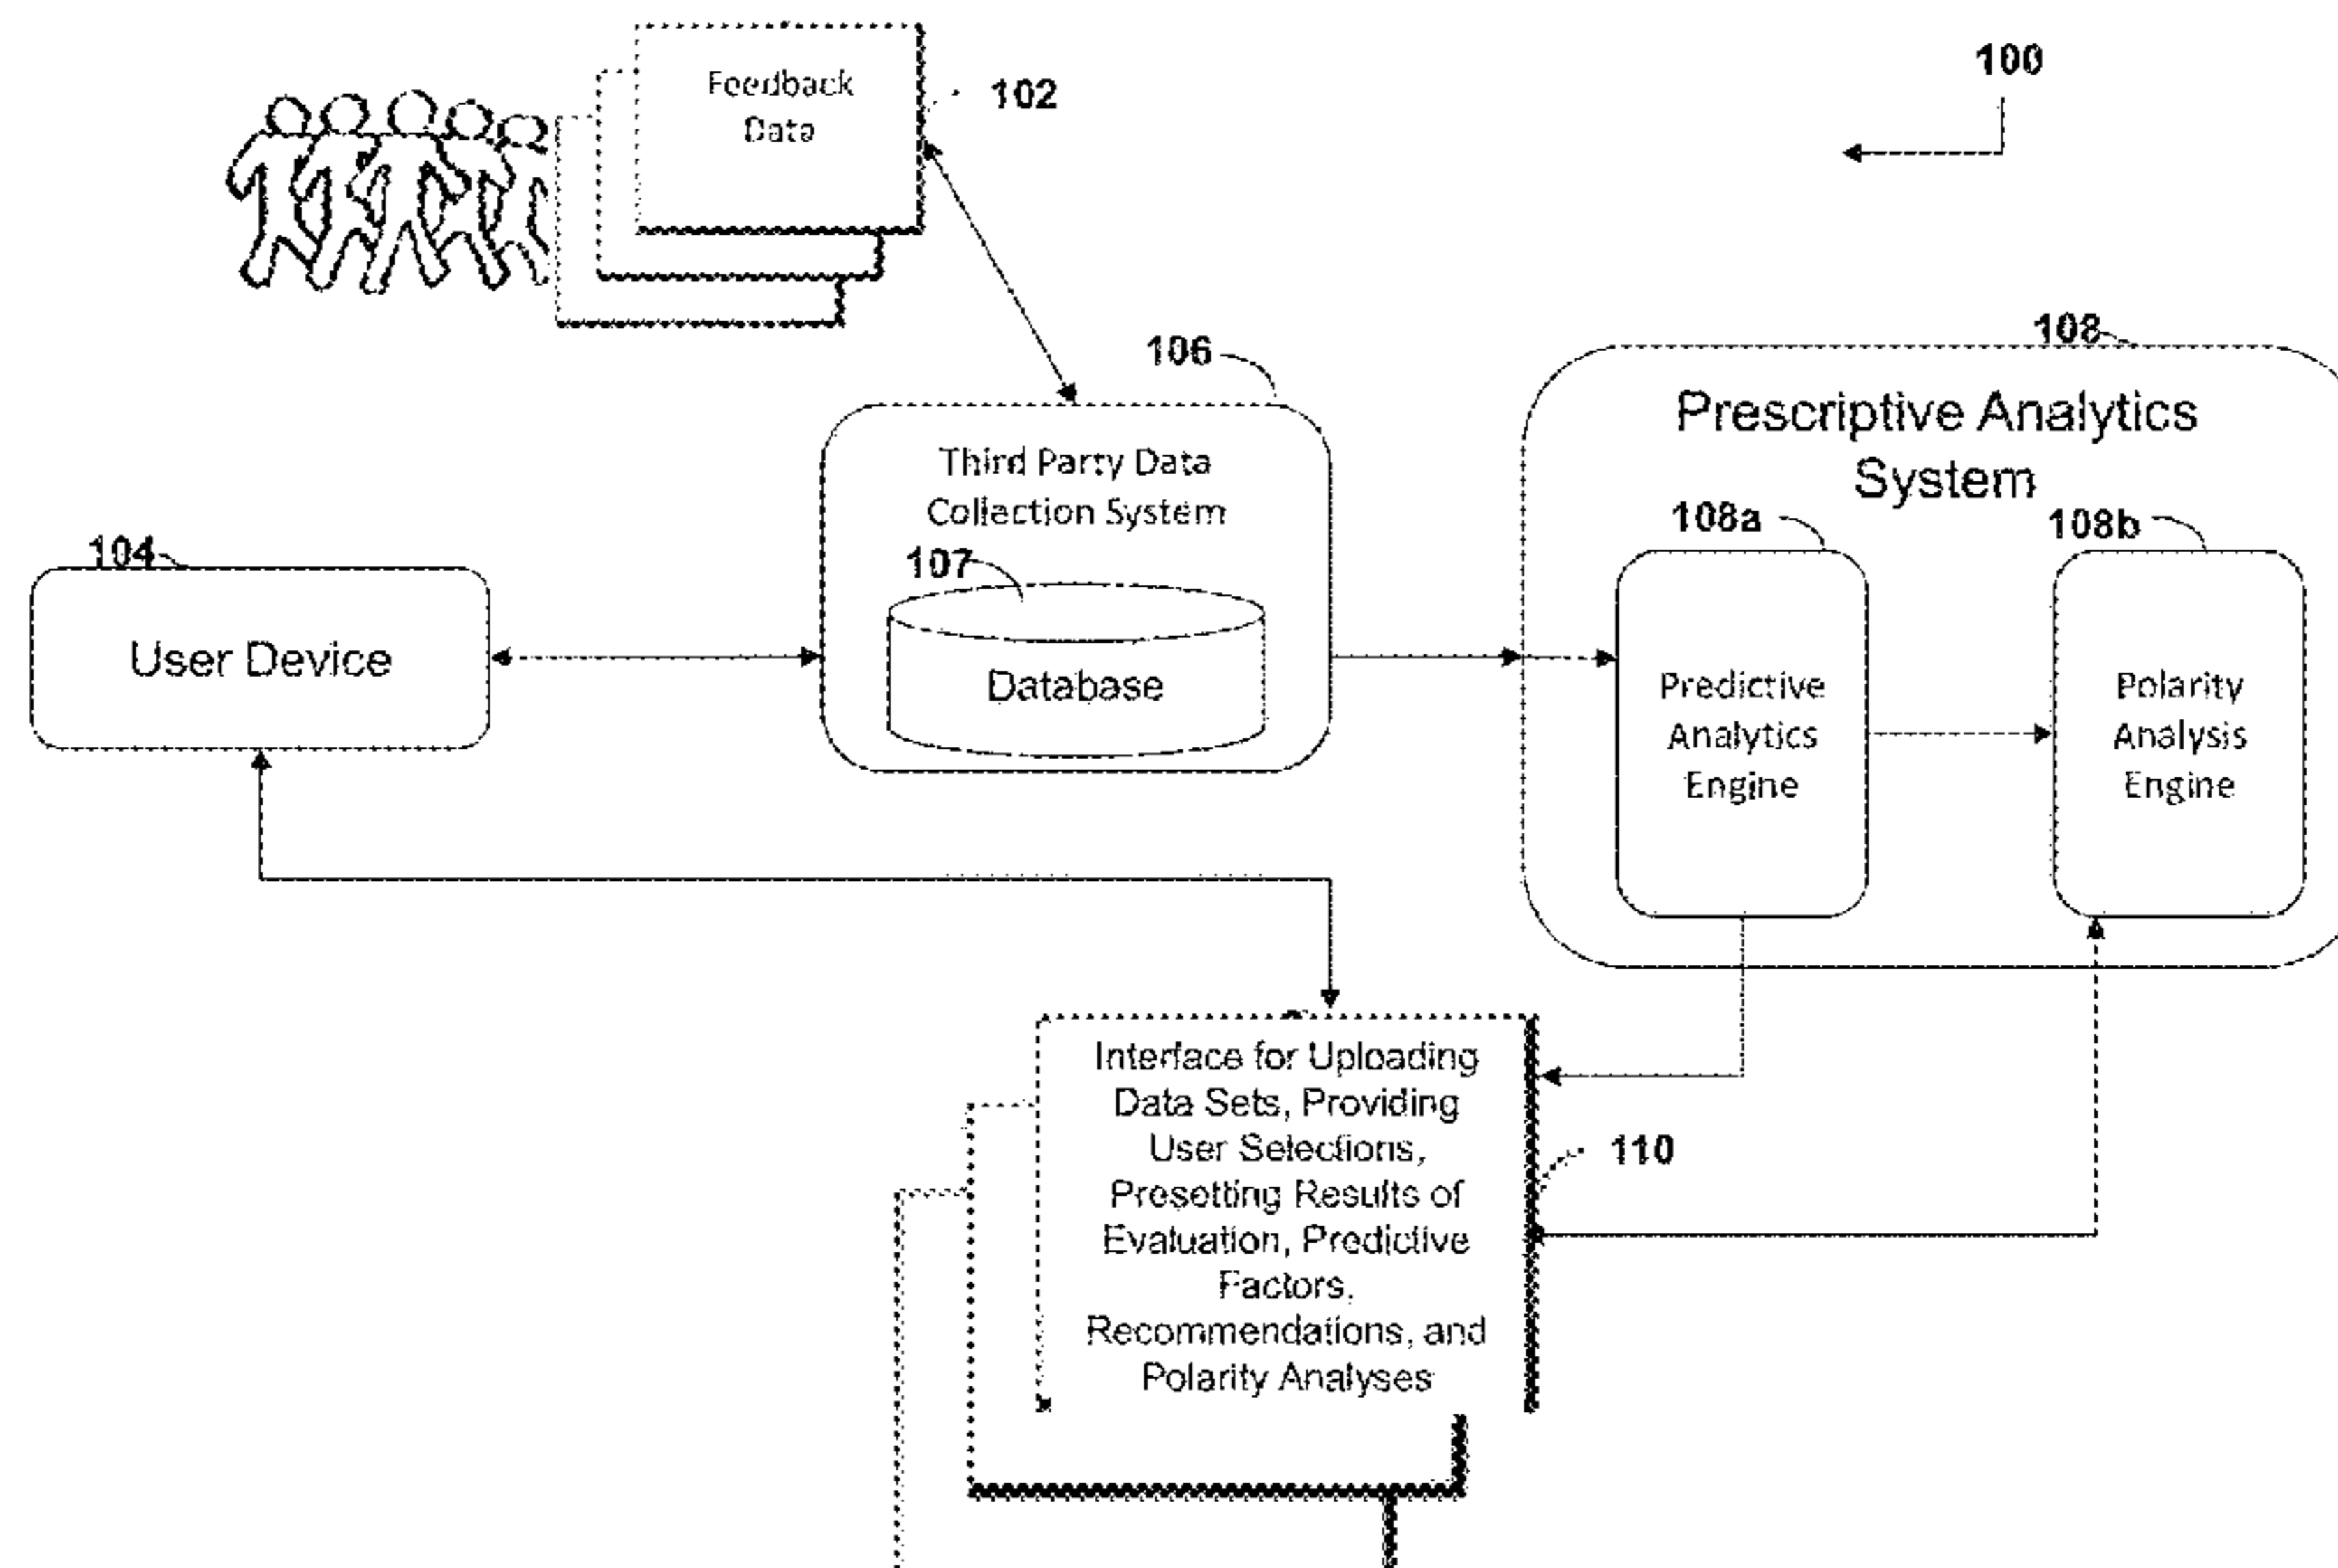 100
Feedback
Data
102
106
108
Third Party Data
Collection System
107
Database
Prescriptive Analytics
System
104
User Device
108a
108b
Predictive
Analytics
Engine
Polarity
Analysis
Engine
Interface for Uploading
Data Sets, Providing
User Selections,
Presetting Results of
Evaluation, Predictive
Factors,
Recommendations, and
Polarity Analyses
110